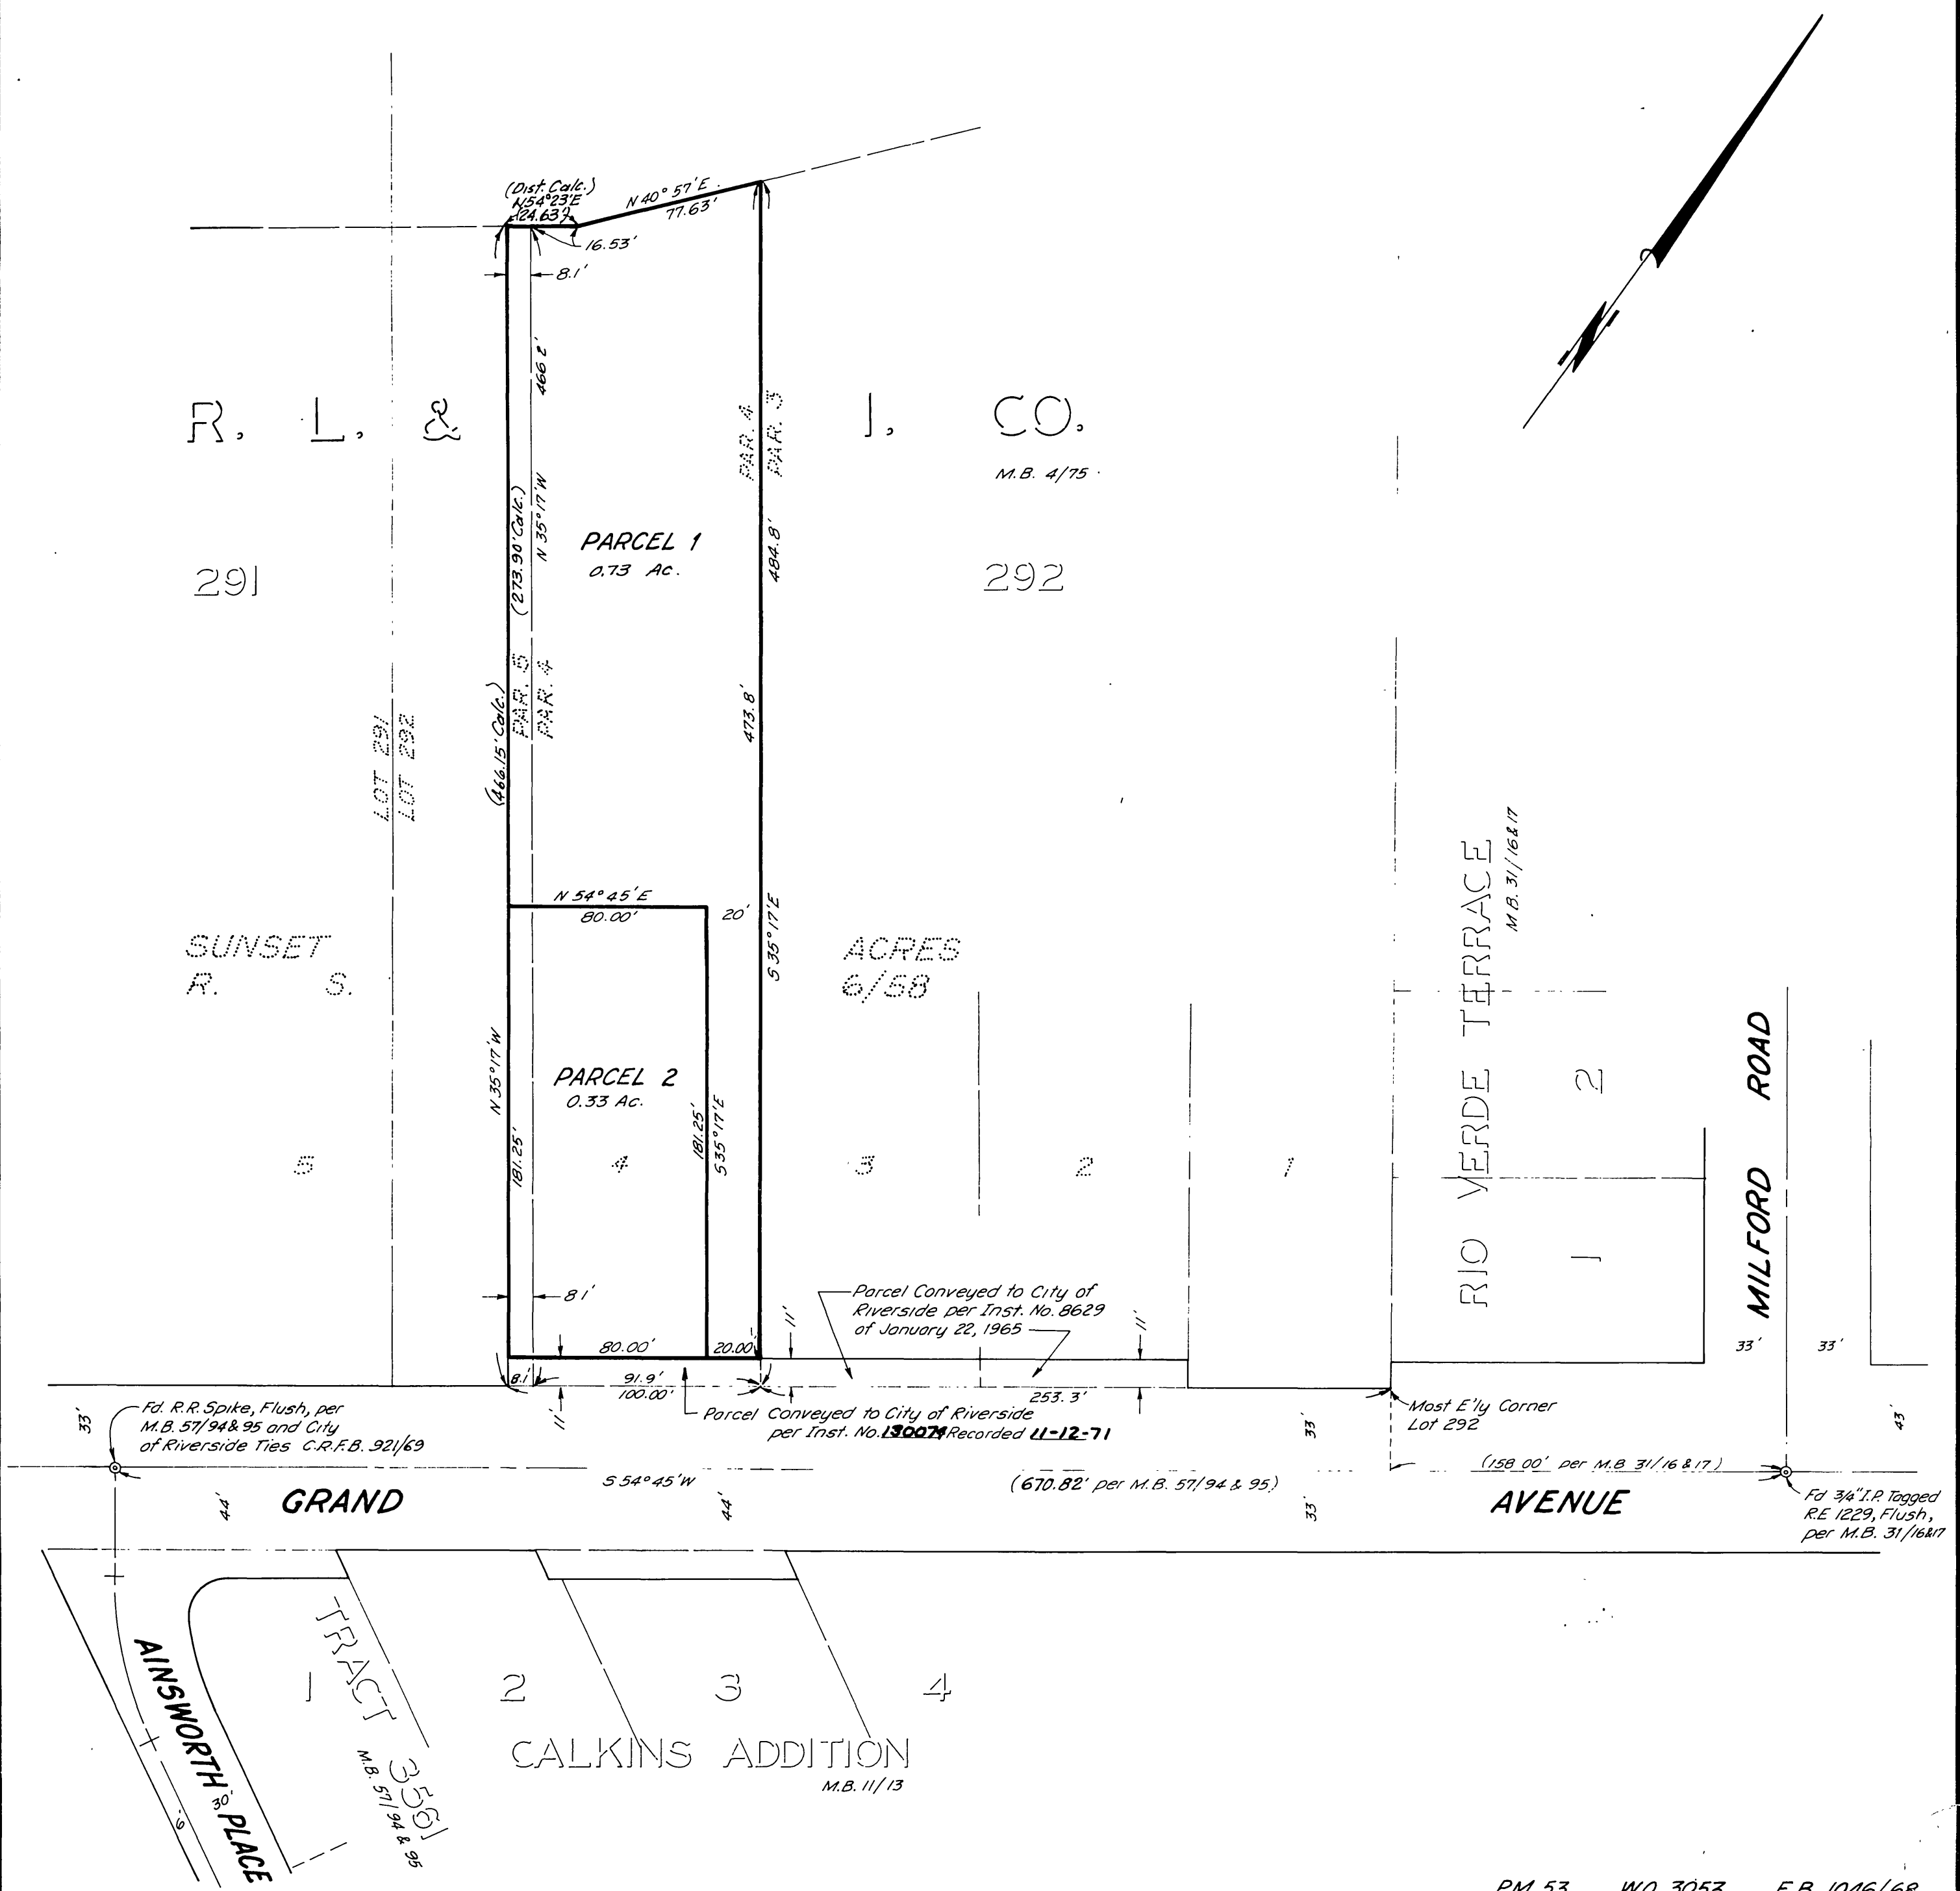 (Dist. Calc.)
N54°23'E
(24.63')
N 40° 57' E
77.63'
16.53'
8.1'
466.2'
R. L. & I. CO.
M.B. 4/75
PAR. 4
PAR. 3
(273.90' Calc.)
N 35°17'W
PARCEL 1
0.73 Ac.
484.8'
291
292
PAR. 5
PAR. 4
(466.15' Calc.)
473.8'
LOT 291
LOT 292
N 54° 45' E
80.00'
20'
S 35°17'E
SUNSET ACRES
R. S. 6/58
RIO VERDE TERRACE
M.B. 31/16&17
N 35°17'W
181.25'
PARCEL 2
0.33 Ac.
181.25'
S 35°17'E
5
4
3
2
1
2
1
MILFORD ROAD
33'
33'
8.1'
80.00'
20.00'
11'
Parcel Conveyed to City of
Riverside per Inst. No. 8629
of January 22, 1965
11'
8.1'
91.9'
100.00'
253.3'
11'
Parcel Conveyed to City of Riverside
per Inst. No. Recorded 11-12-71
Most E'ly Corner
Lot 292
33'
Fd. R.R. Spike, Flush, per
M.B. 57/94 & 95 and City
of Riverside Ties C.R.F.B. 921/69
33'
43'
S 54° 45' W
(670.82' per M.B. 57/94 & 95)
(158.00' per M.B. 31/16 & 17)
44'
GRAND AVENUE
44'
33'
Fd 3/4" I.P. Tagged
R.E. 1229, Flush,
per M.B. 31/16&17
AINSWORTH PLACE
30'
TRACT 3561
M.B. 57/94 & 95
1
2
3
4
CALKINS ADDITION
M.B. 11/13
PM 53 WO 3053 F.B. 1046/68